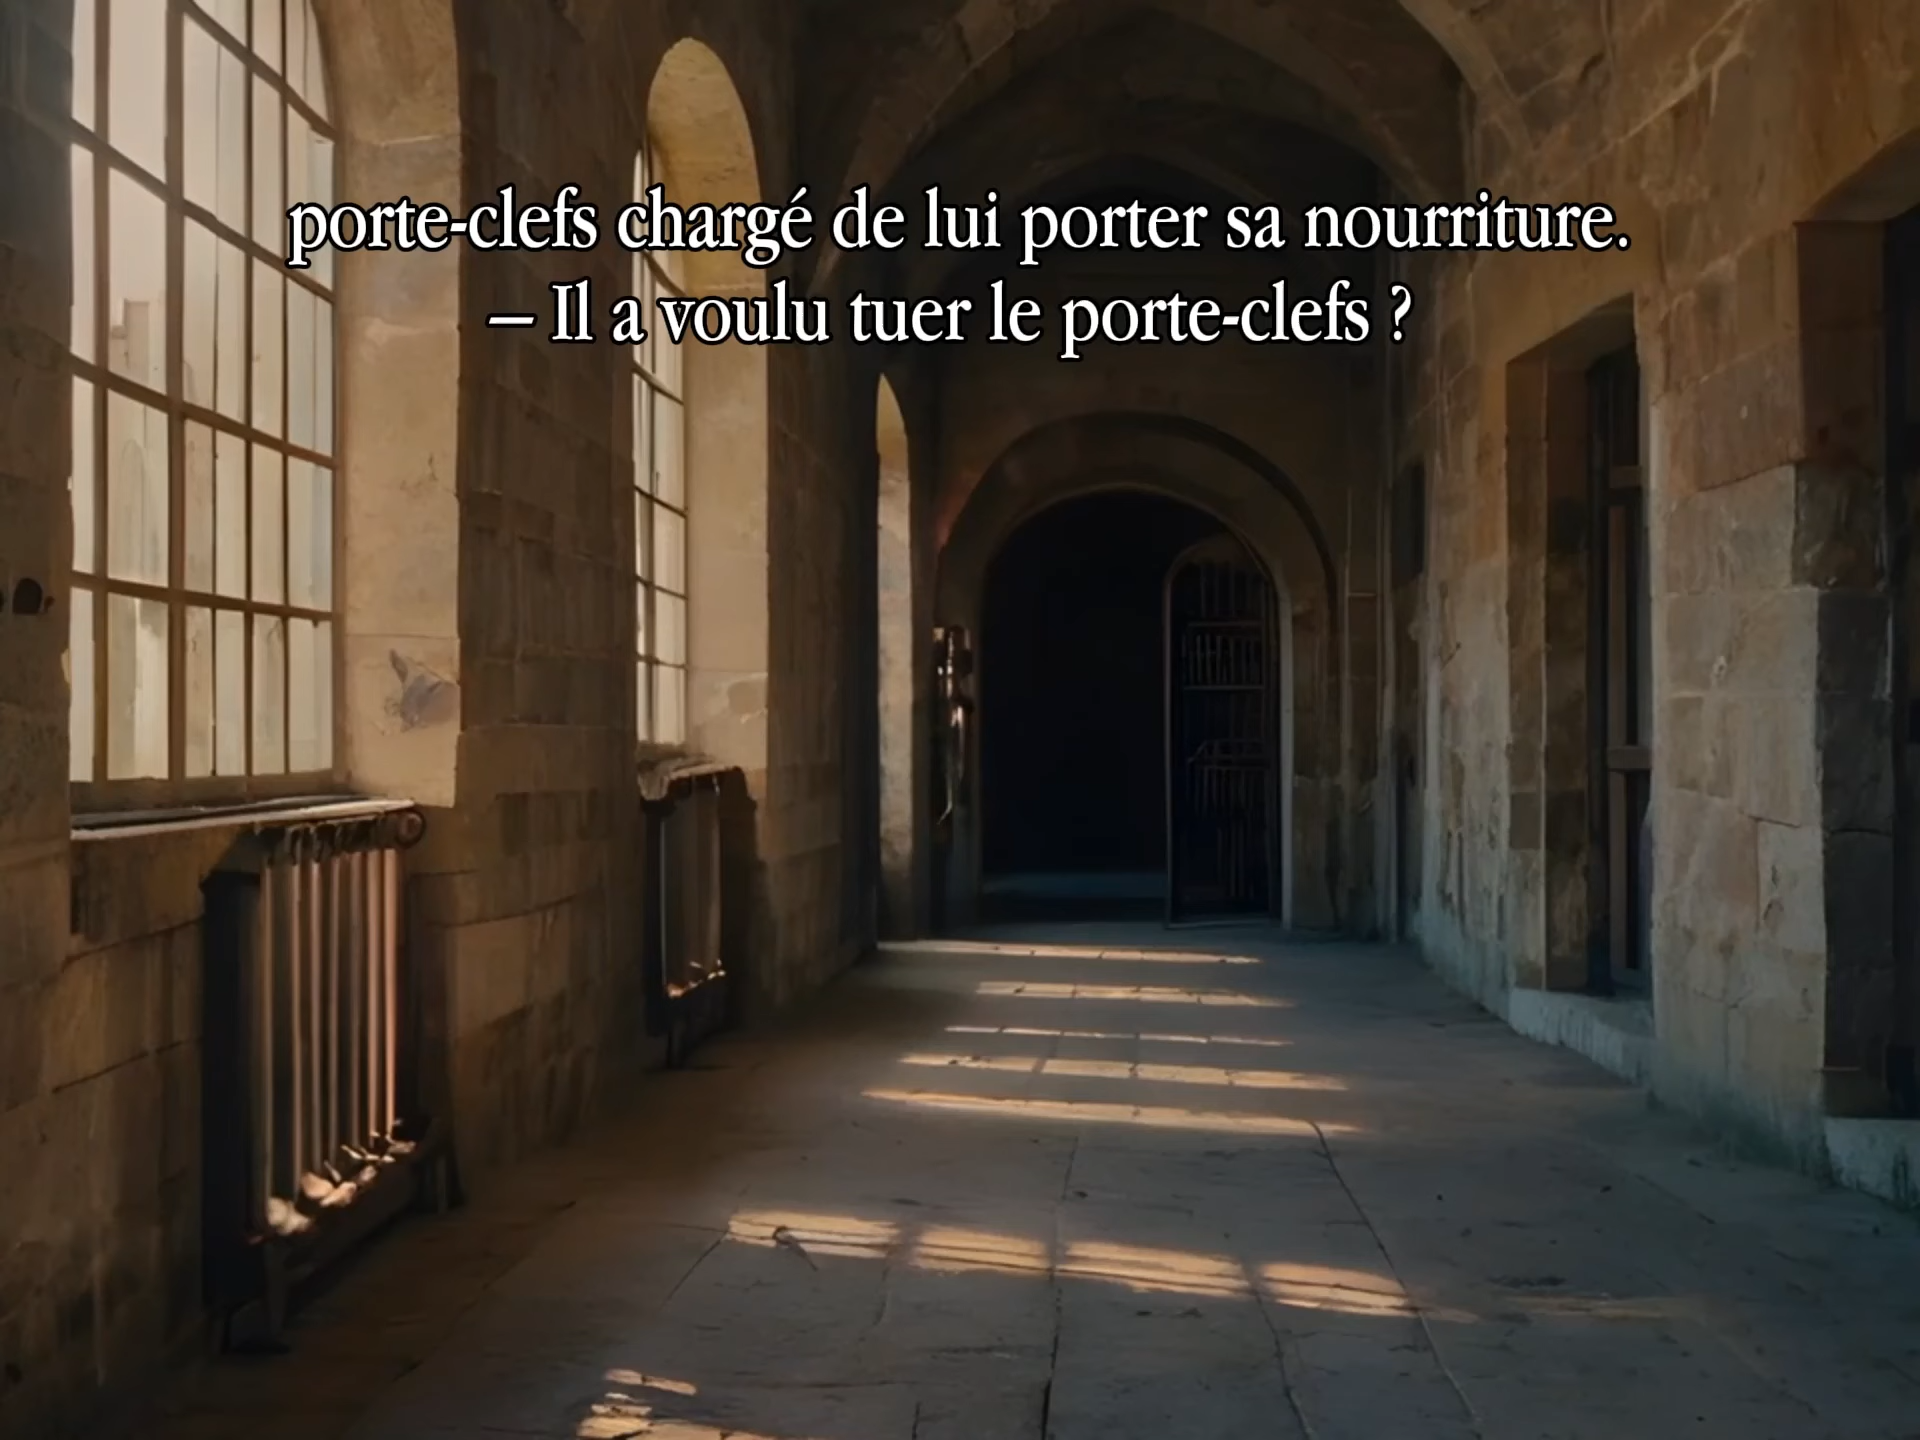 porte-clefs chargé de lui porter sa nourriture.
– Il a voulu tuer le porte-clefs ?